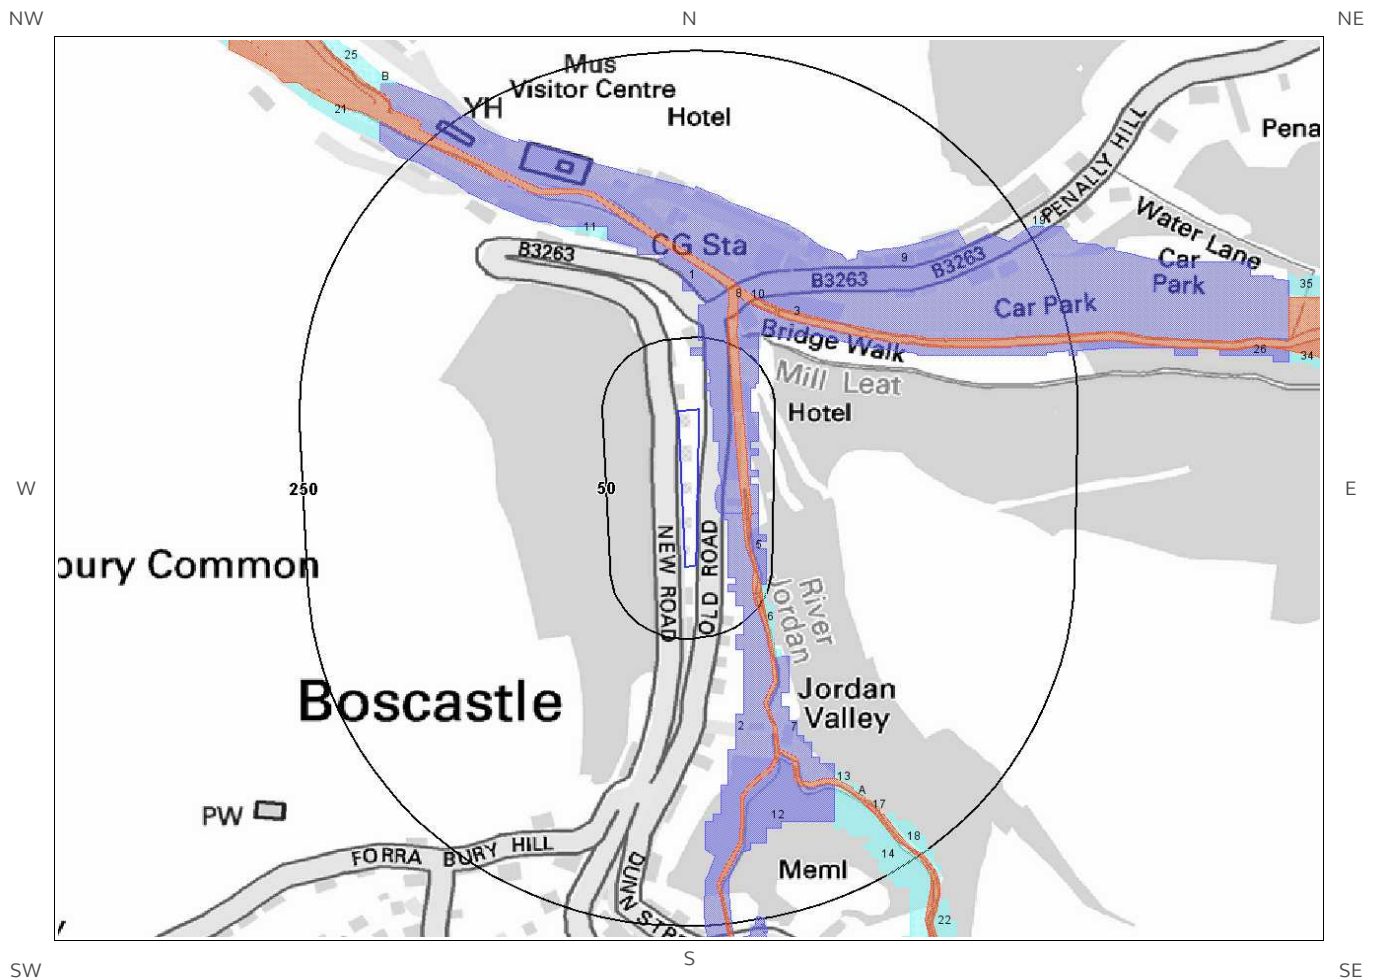 NW
N
NE
25
B
Mus
Visitor Centre
YH
Hotel
21
Pena
PENALLY HILL
Water Lane
19
11
CG Sta
B3263
9
B3263
B3263
Car
Park
1
8
10
3
Car Park
35
Bridge Walk
26
34
Mill Leat
Hotel
W
250
50
E
NEW ROAD
OLD ROAD
5
bury Common
6
River
Jordan
Boscastle
Jordan
Valley
2
7
13
A
17
PW
12
18
14
FORRA BURY HILL
Meml
DUNN STR
22
y
SW
S
SE